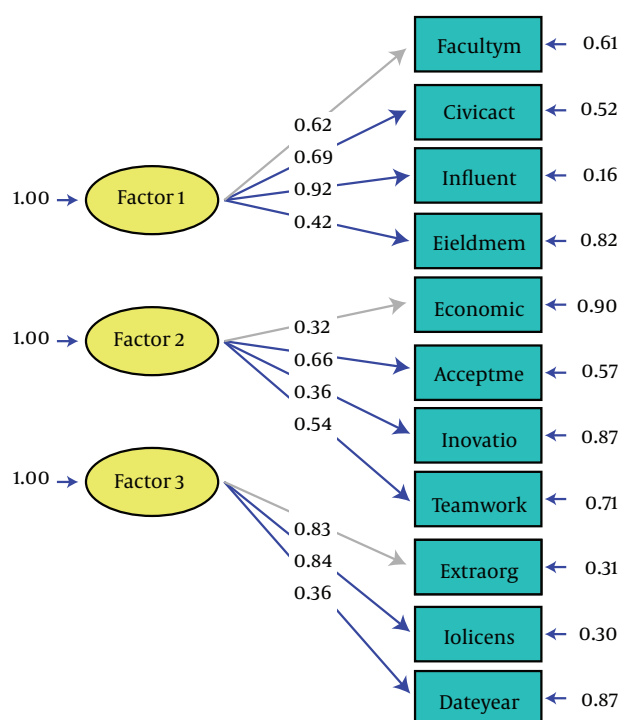 Facultym 0.61
0.62
Civicact 0.52
0.69
1.00 Factor 1 0.92 Influent 0.16
0.42
Eieldmem 0.82
Economic 0.90
0.32
1.00 Factor 2 0.66 Acceptme 0.57
0.36
0.54 Inovatio 0.87
1.00 Factor 3 Teamwork 0.71
0.83
0.84 Extraorg 0.31
0.36
Iolicens 0.30
Dateyear 0.87